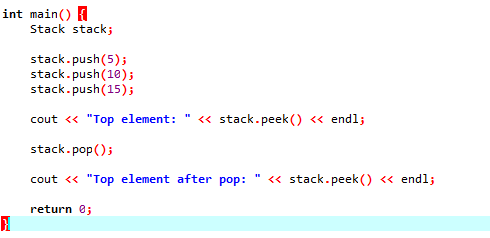 int main() {
    Stack stack;
    stack.push(5);
    stack.push(10);
    stack.push(15);
    cout << "Top element: " << stack.peek() << endl;
    stack.pop();
    cout << "Top element after pop: " << stack.peek() << endl;
    return 0;
}